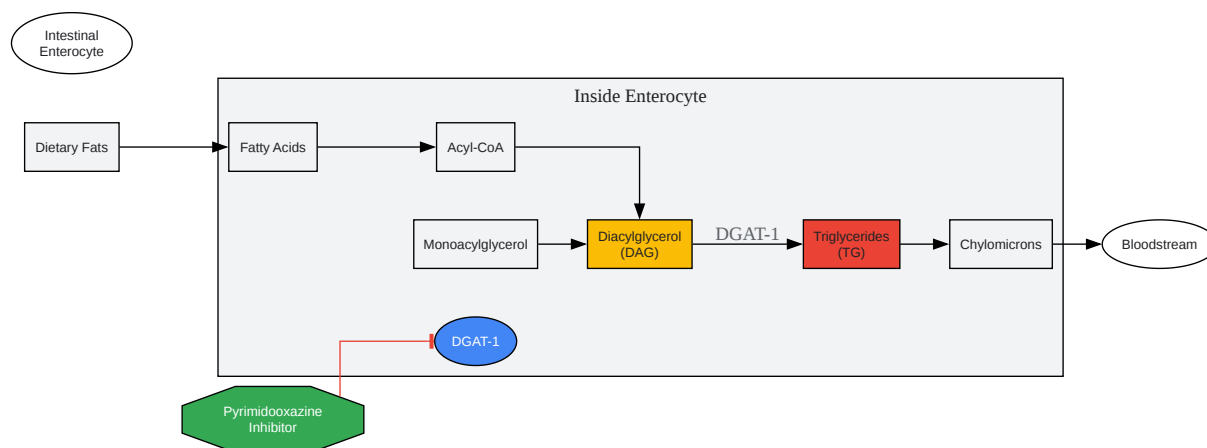 Intestinal
Enterocyte
Inside Enterocyte
Dietary Fats
Fatty Acids
Acyl-CoA
Monoacylglycerol
Diacylglycerol
(DAG)
DGAT-1
Triglycerides
(TG)
Chylomicrons
Bloodstream
DGAT-1
Pyrimidooxazine
Inhibitor